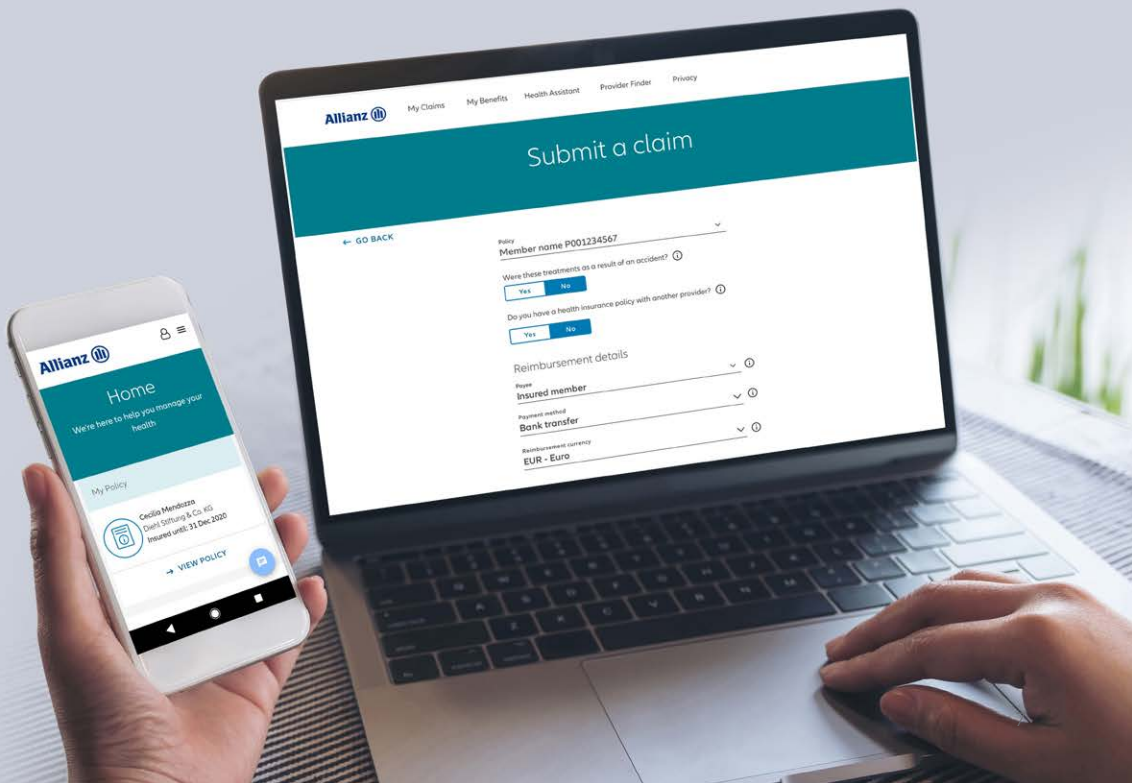 Allianz
My Claims
My Benefits
Health Assistant
Provider Finder
Privacy
Submit a claim
← GO BACK
Policy
Member name P001234567
Were these treatments as a result of an accident?
Yes
No
Do you have a health insurance policy with another provider?
Yes
No
Reimbursement details
Payee
Insured member
Payment method
Bank transfer
Reimbursement currency
EUR - Euro
Allianz
Home
We're here to help you manage your
health
My Policy
Cecilia Mendozza
Diehl Stiftung & Co. KG
Insured until: 31 Dec 2020
→ VIEW POLICY